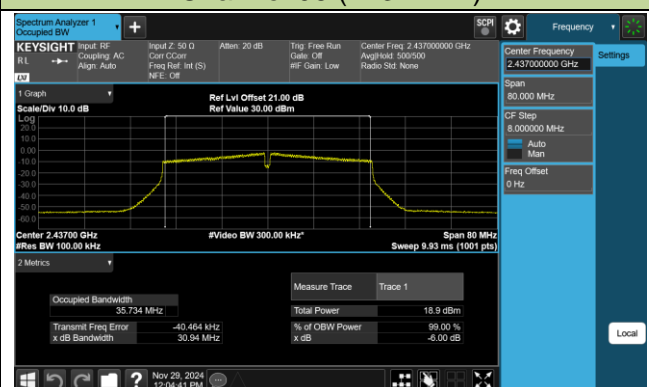 Spectrum Analyzer 1
Occupied BW
+
SCPI
Frequency
KEYSIGHT
RL
LXI
Input: RF
Coupling: AC
Align: Auto
Input Z: 50 Ω
Corr CCorr
Freq Ref: Int (S)
NFE: Off
Atten: 20 dB
Trig: Free Run
Gate: Off
#IF Gain: Low
Center Freq: 2.437000000 GHz
Avg|Hold: 500/500
Radio Std: None
Center Frequency
2.437000000 GHz
Settings
Span
80.000 MHz
CF Step
8.000000 MHz
Auto
Man
Freq Offset
0 Hz
1 Graph
Scale/Div 10.0 dB
Ref Lvl Offset 21.00 dB
Ref Value 30.00 dBm
Log
20.0
10.0
0.00
-10.0
-20.0
-30.0
-40.0
-50.0
-60.0
Center 2.43700 GHz
#Res BW 100.00 kHz
#Video BW 300.00 kHz*
Span 80 MHz
Sweep 9.93 ms (1001 pts)
2 Metrics
Measure Trace Trace 1
Occupied Bandwidth
35.734 MHz
Total Power 18.9 dBm
Transmit Freq Error -40.464 kHz
% of OBW Power 99.00 %
x dB Bandwidth 30.94 MHz
x dB -6.00 dB
Local
?
Nov 29, 2024
12:04:41 PM